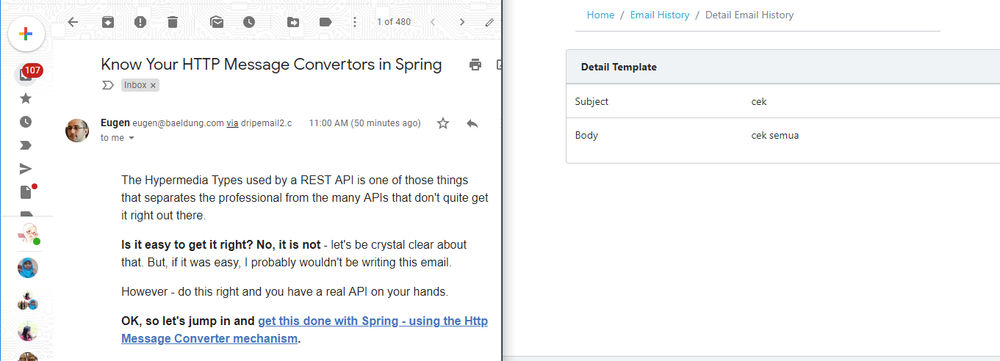 1 of 480
107
Know Your HTTP Message Convertors in Spring
Inbox ×
Eugen eugen@baeldung.com via dripemail2.c 11:00 AM (50 minutes ago)
to me
The Hypermedia Types used by a REST API is one of those things
that separates the professional from the many APIs that don't quite get
it right out there.
Is it easy to get it right? No, it is not - let's be crystal clear about
that. But, if it was easy, I probably wouldn't be writing this email.
However - do this right and you have a real API on your hands.
OK, so let's jump in and get this done with Spring - using the Http
Message Converter mechanism.
Home / Email History / Detail Email History
Detail Template
Subject cek
Body cek semua